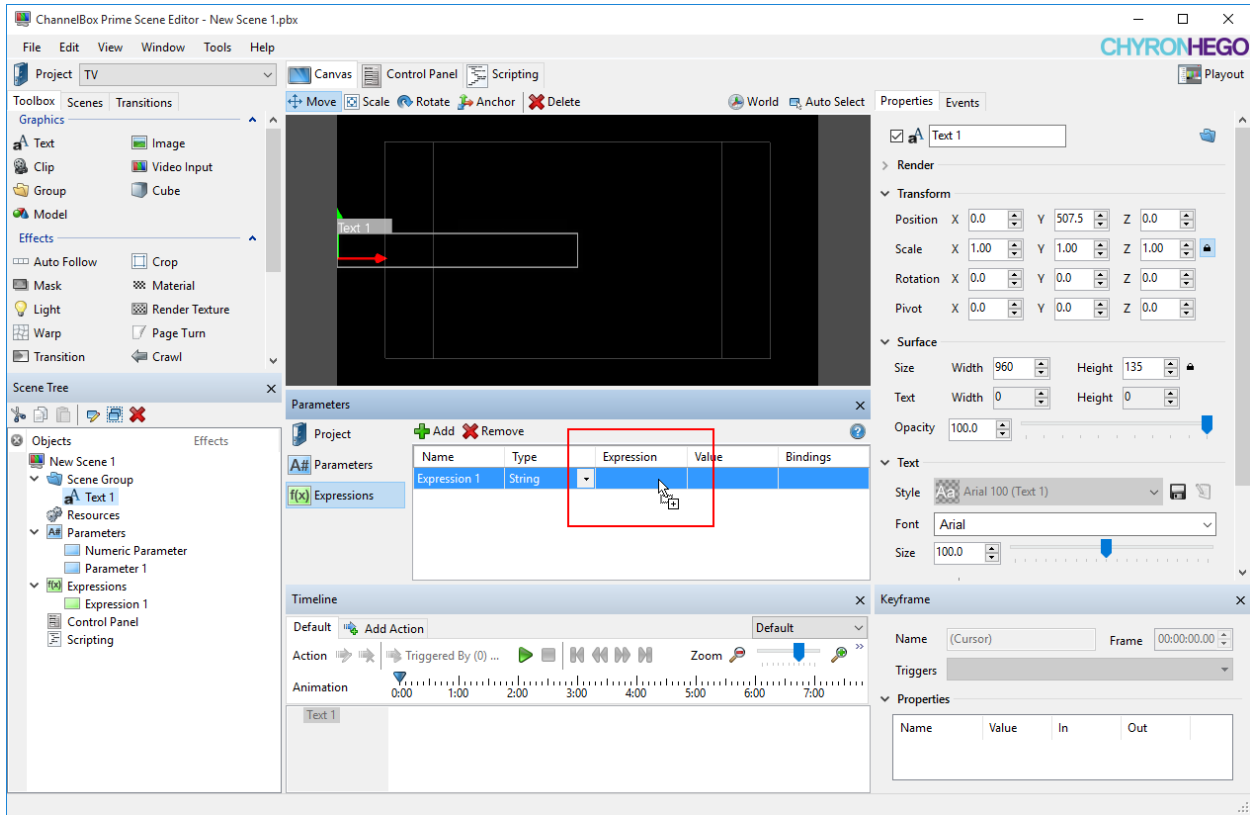 ChannelBox Prime Scene Editor - New Scene 1.pbx
File Edit View Window Tools Help
CHYRONHEGO
Project TV
Canvas Control Panel Scripting
Playout
Toolbox Scenes Transitions
Move Scale Rotate Anchor Delete World Auto Select
Properties Events
Graphics
Text Image
Clip Video Input
Group Cube
Model
Effects
Auto Follow Crop
Mask Material
Light Render Texture
Warp Page Turn
Transition Crawl
Text 1
Text 1
Render
Transform
Position X 0.0 Y 507.5 Z 0.0
Scale X 1.00 Y 1.00 Z 1.00
Rotation X 0.0 Y 0.0 Z 0.0
Pivot X 0.0 Y 0.0 Z 0.0
Surface
Size Width 960 Height 135
Text Width 0 Height 0
Opacity 100.0
Text
Style Aa Arial 100 (Text 1)
Font Arial
Size 100.0
Scene Tree
Objects Effects
New Scene 1
Scene Group
Text 1
Resources
A# Parameters
Numeric Parameter
Parameter 1
f(x) Expressions
Expression 1
Control Panel
Scripting
Parameters
Project Add Remove
A# Parameters
f(x) Expressions
Name Type Expression Value Bindings
Expression 1 String
Timeline
Default Add Action Default
Action Triggered By (0) ... Zoom
Animation 0:00 1:00 2:00 3:00 4:00 5:00 6:00 7:00
Text 1
Keyframe
Name (Cursor) Frame 00:00:00.00
Triggers
Properties
Name Value In Out